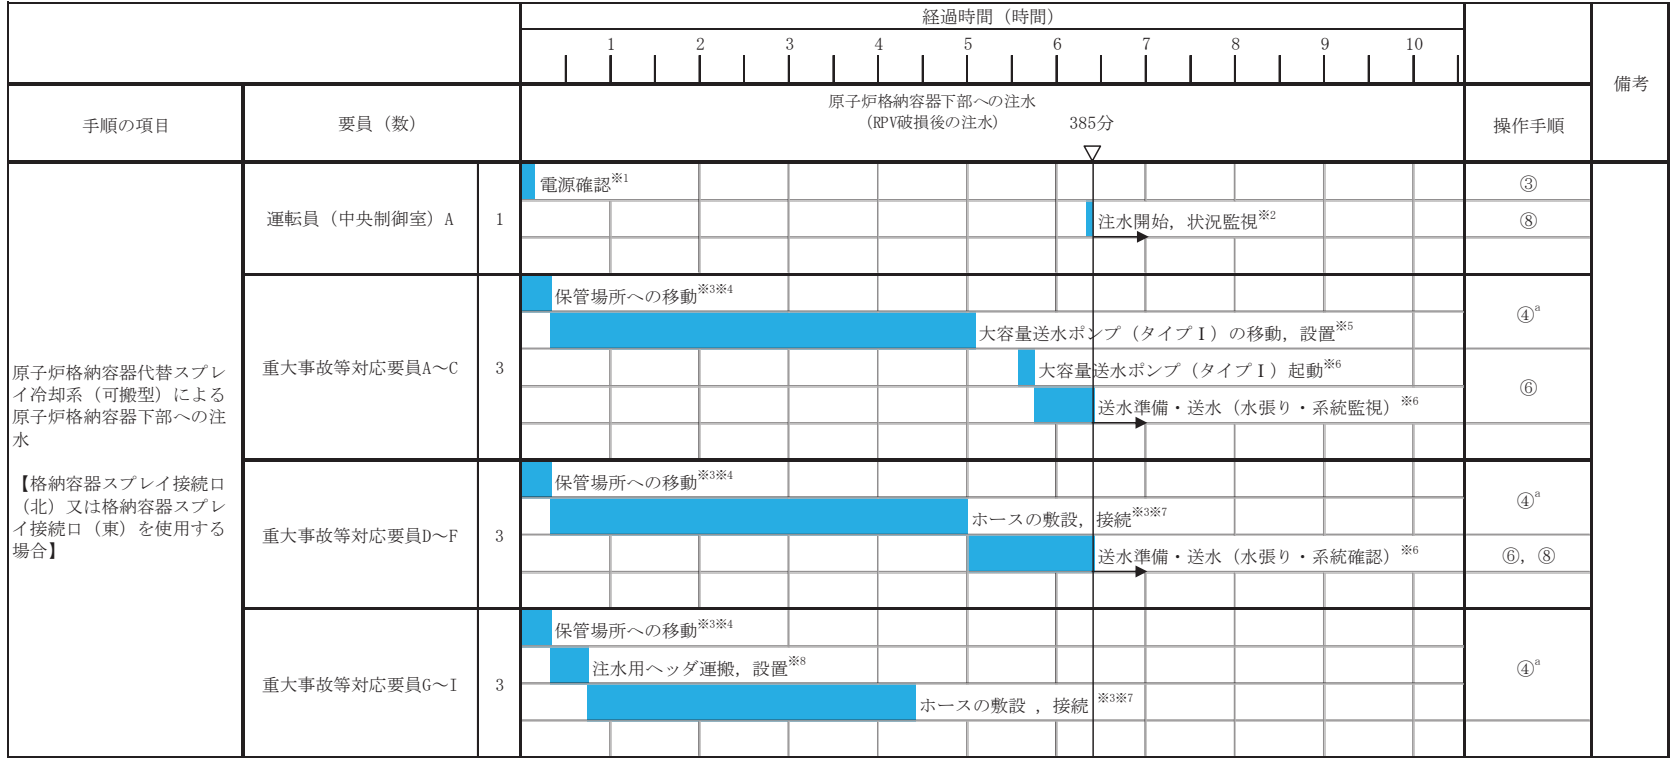 経過時間（時間）
1 2 3 4 5 6 7 8 9 10
備考
手順の項目
要員（数）
原子炉格納容器下部への注水
（RPV破損後の注水）
385分
▽
操作手順
原子炉格納容器代替スプレ
イ冷却系（可搬型）による
原子炉格納容器下部への注
水
【格納容器スプレイ接続口
（北）又は格納容器スプレ
イ接続口（東）を使用する
場合】
運転員（中央制御室）A
1
電源確認※1
③
注水開始，状況監視※2
⑧
重大事故等対応要員A～C
3
保管場所への移動※3※4
大容量送水ポンプ（タイプⅠ）の移動，設置※5
④a
大容量送水ポンプ（タイプⅠ）起動※6
送水準備・送水（水張り・系統監視）※6
⑥
重大事故等対応要員D～F
3
保管場所への移動※3※4
ホースの敷設，接続※3※7
④a
送水準備・送水（水張り・系統確認）※6
⑥，⑧
重大事故等対応要員G～I
3
保管場所への移動※3※4
注水用ヘッダ運搬，設置※8
ホースの敷設 ，接続 ※3※7
④a